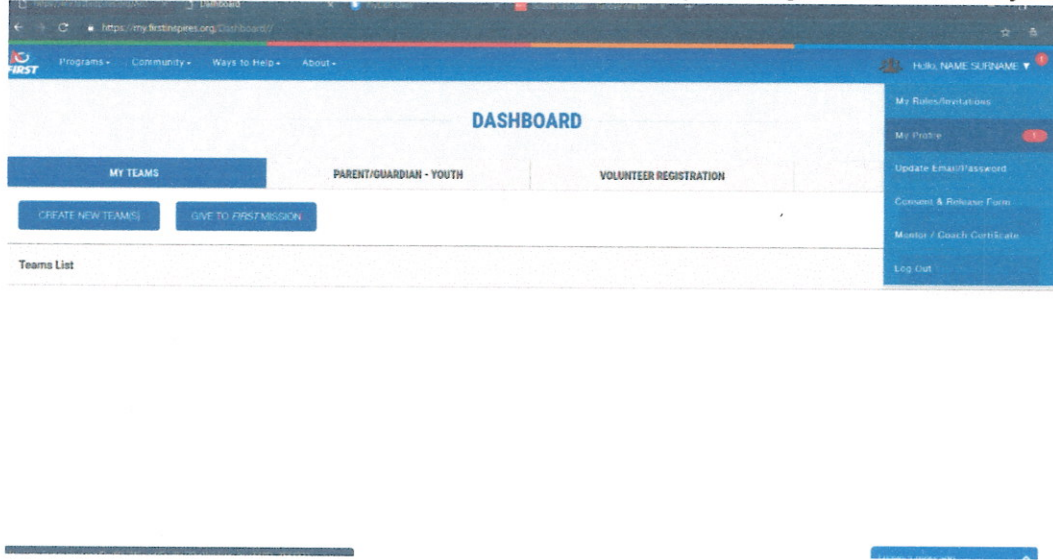 Dashboard
https://my.firstinspires.org/Dashboard//
FIRST
Programs
Community
Ways to Help
About
Hello, NAME SURNAME
My Roles/Invitations
My Profile 1
Update Email/Password
Consent & Release Form
Mentor / Coach Certificate
Log Out
DASHBOARD
MY TEAMS
PARENT/GUARDIAN - YOUTH
VOLUNTEER REGISTRATION
CREATE NEW TEAM(S)
GIVE TO FIRST MISSION
Teams List